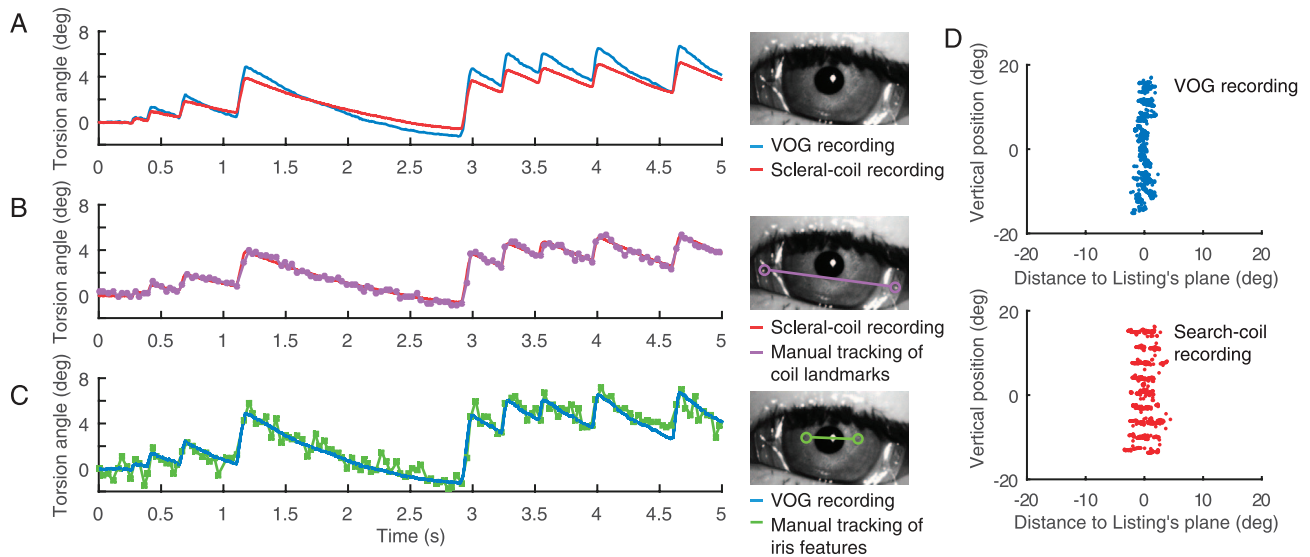 A
Torsion angle (deg)
8
4
0
0 0.5 1 1.5 2 2.5 3 3.5 4 4.5 5
VOG recording
Scleral-coil recording
B
Torsion angle (deg)
8
4
0
0 0.5 1 1.5 2 2.5 3 3.5 4 4.5 5
Scleral-coil recording
Manual tracking of
coil landmarks
C
Torsion angle (deg)
8
4
0
0 0.5 1 1.5 2 2.5 3 3.5 4 4.5 5
Time (s)
VOG recording
Manual tracking of
iris features
D
Vertical position (deg)
20
0
-20
-20 -10 0 10 20
Distance to Listing's plane (deg)
VOG recording
Vertical position (deg)
20
0
-20
-20 -10 0 10 20
Distance to Listing's plane (deg)
Search-coil
recording